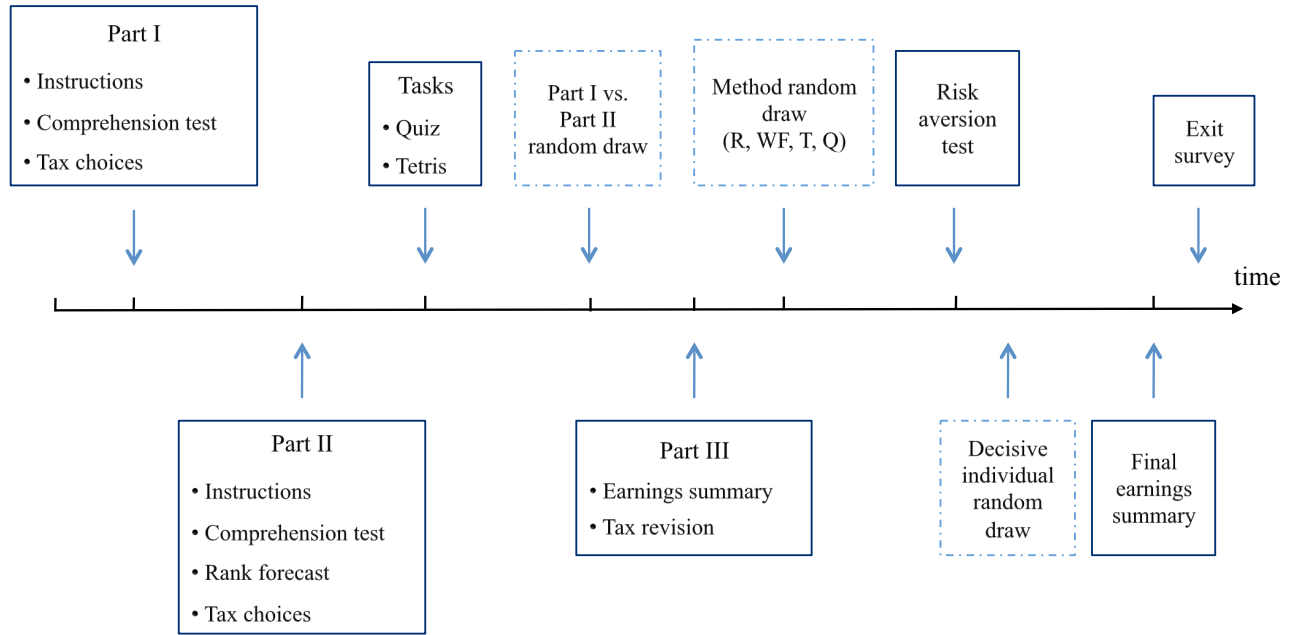 Part I
• Instructions
• Comprehension test
• Tax choices
Tasks
• Quiz
• Tetris
Part I vs.
Part II
random draw
Method random
draw
(R, WF, T, Q)
Risk
aversion
test
Exit
survey
time
Part II
• Instructions
• Comprehension test
• Rank forecast
• Tax choices
Part III
• Earnings summary
• Tax revision
Decisive
individual
random
draw
Final
earnings
summary